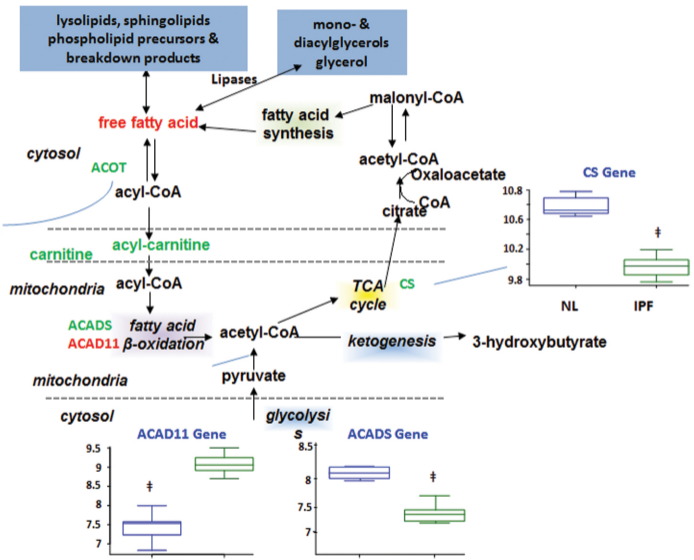 lysolipids, sphingolipids
phospholipid precursors &
breakdown products
mono- &
diacylglycerols
glycerol
Lipases
malonyl-CoA
free fatty acid
fatty acid
synthesis
cytosol
ACOT
acetyl-CoA
Oxaloacetate
acyl-CoA
CoA
citrate
CS Gene
10.8
10.6
10.2
9.8
‡
NL
IPF
acyl-carnitine
carnitine
mitochondria
acyl-CoA
TCA
cycle
CS
ACADS
ACAD11
fatty acid
β-oxidation
acetyl-CoA
ketogenesis
3-hydroxybutyrate
mitochondria
pyruvate
cytosol
glycolysi
s
ACAD11 Gene
9.5
9
8.5
8
7.5
7
‡
ACADS Gene
8.5
8
7.5
7
‡